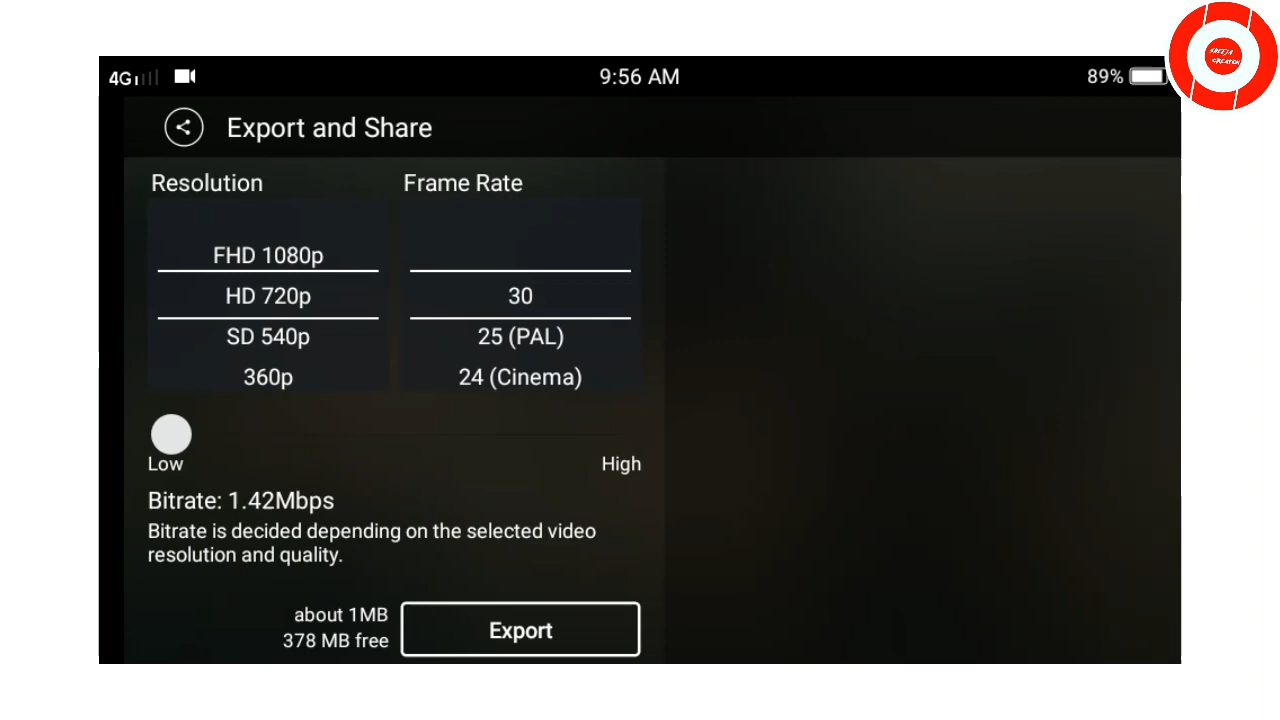 4G 9:56 AM 89%
Export and Share
Resolution Frame Rate
FHD 1080p
HD 720p 30
SD 540p 25 (PAL)
360p 24 (Cinema)
Low High
Bitrate: 1.42Mbps
Bitrate is decided depending on the selected video
resolution and quality.
about 1MB
378 MB free
Export